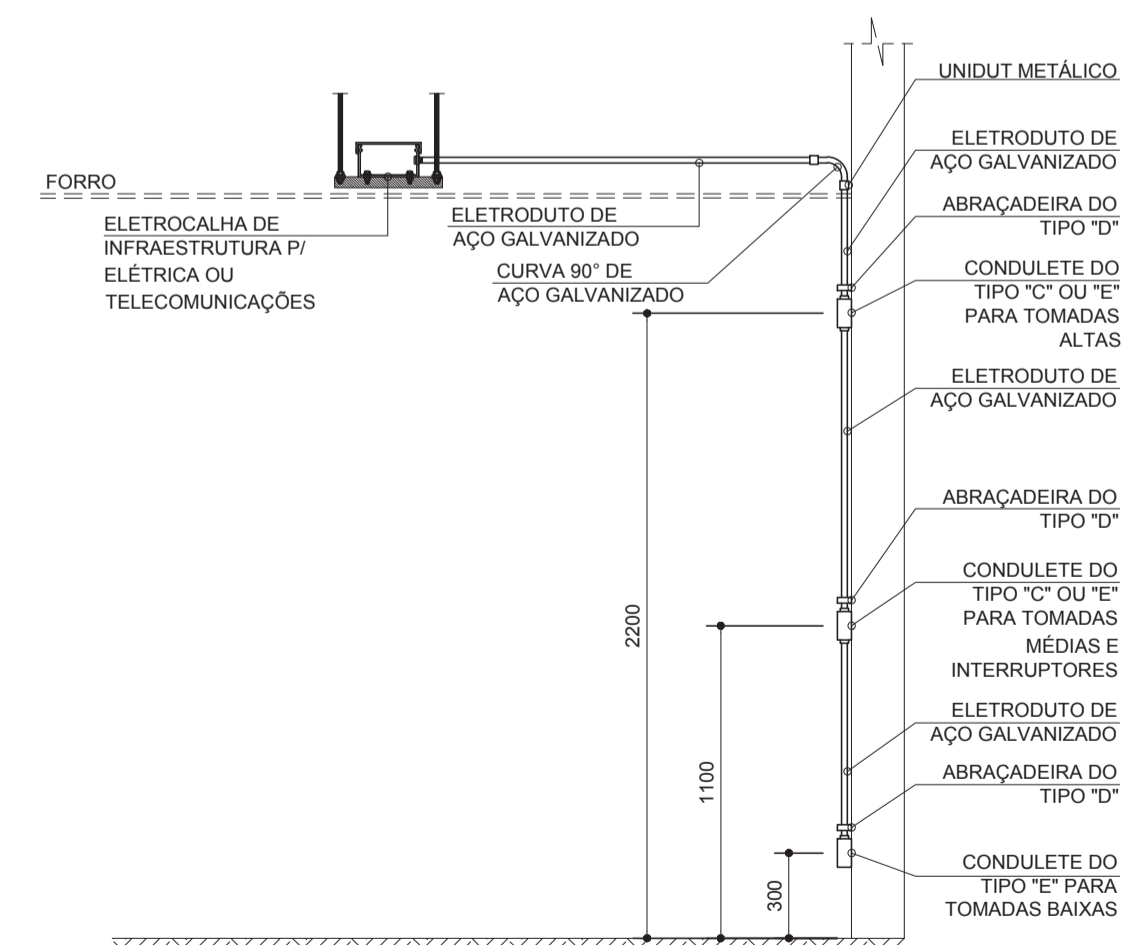 UNIDUT METÁLICO
ELETRODUTO DE
AÇO GALVANIZADO
FORRO
ABRAÇADEIRA DO
TIPO "D"
ELETROCALHA DE
INFRAESTRUTURA P/
ELÉTRICA OU
TELECOMUNICAÇÕES
ELETRODUTO DE
AÇO GALVANIZADO
CURVA 90° DE
AÇO GALVANIZADO
CONDULETE DO
TIPO "C" OU "E"
PARA TOMADAS
ALTAS
ELETRODUTO DE
AÇO GALVANIZADO
ABRAÇADEIRA DO
TIPO "D"
CONDULETE DO
TIPO "C" OU "E"
PARA TOMADAS
MÉDIAS E
INTERRUPTORES
2200
ELETRODUTO DE
AÇO GALVANIZADO
1100
ABRAÇADEIRA DO
TIPO "D"
300
CONDULETE DO
TIPO "E" PARA
TOMADAS BAIXAS